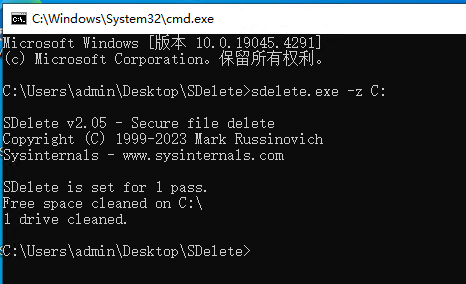 C:\Windows\System32\cmd.exe
Microsoft Windows [版本 10.0.19045.4291]
(c) Microsoft Corporation。保留所有权利。
C:\Users\admin\Desktop\SDelete>sdelete.exe -z C:
SDelete v2.05 - Secure file delete
Copyright (C) 1999-2023 Mark Russinovich
Sysinternals - www.sysinternals.com
SDelete is set for 1 pass.
Free space cleaned on C:\
1 drive cleaned.
C:\Users\admin\Desktop\SDelete>